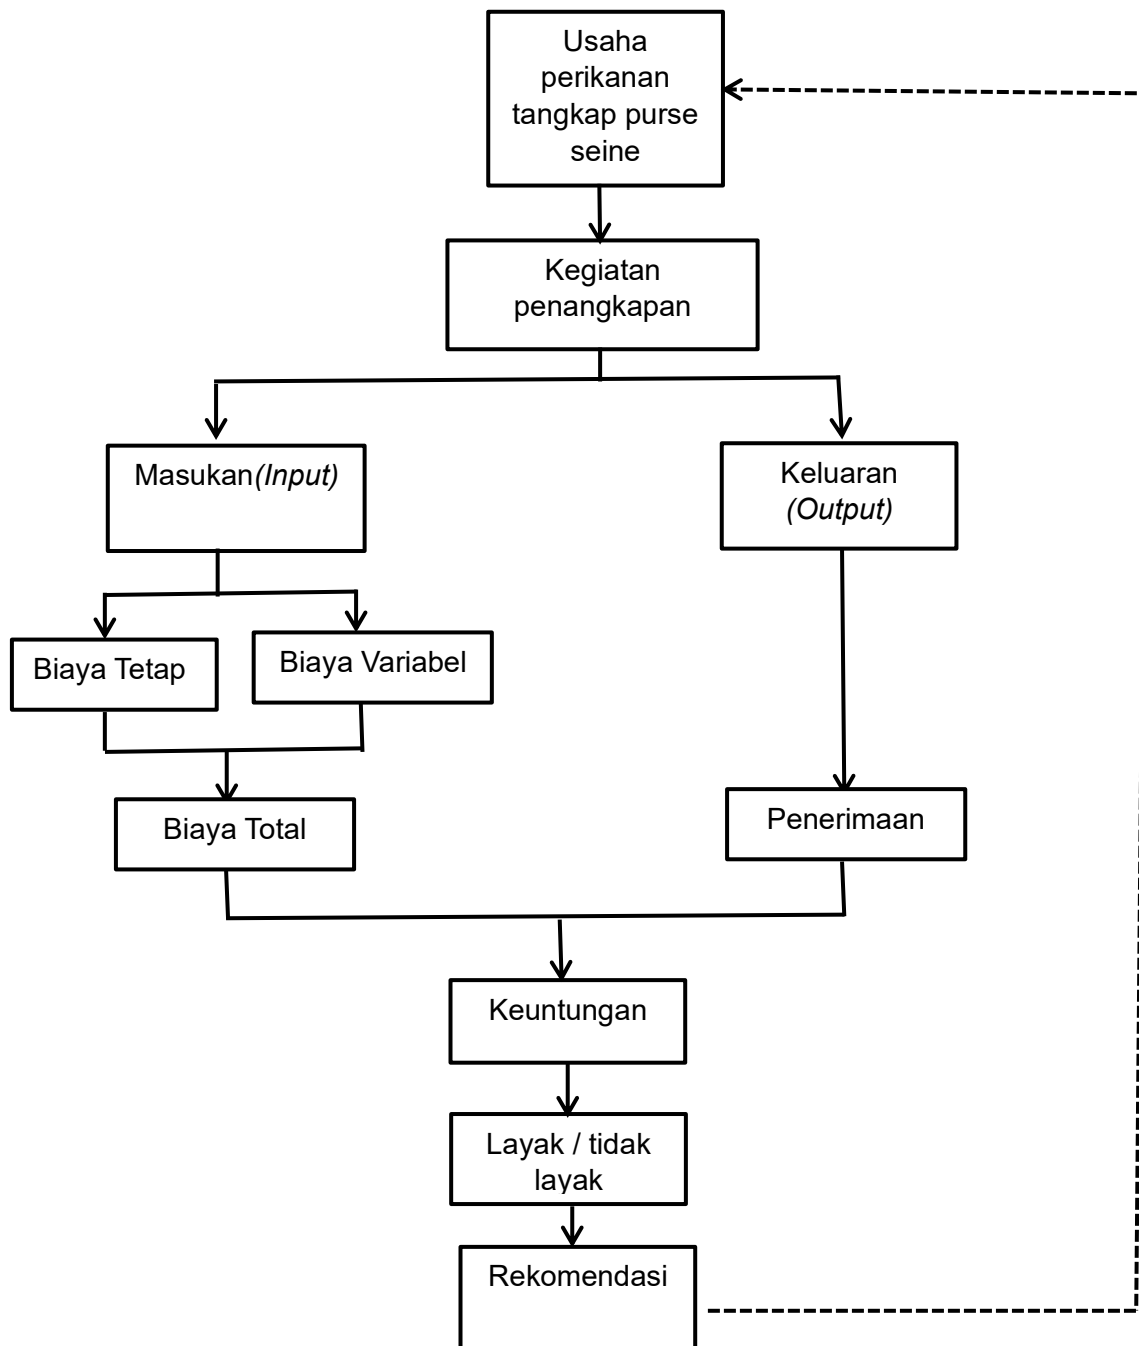 Usaha
perikanan
tangkap purse
seine
Kegiatan
penangkapan
Masukan(Input)
Keluaran
(Output)
Biaya Tetap
Biaya Variabel
Biaya Total
Penerimaan
Keuntungan
Layak / tidak
layak
Rekomendasi